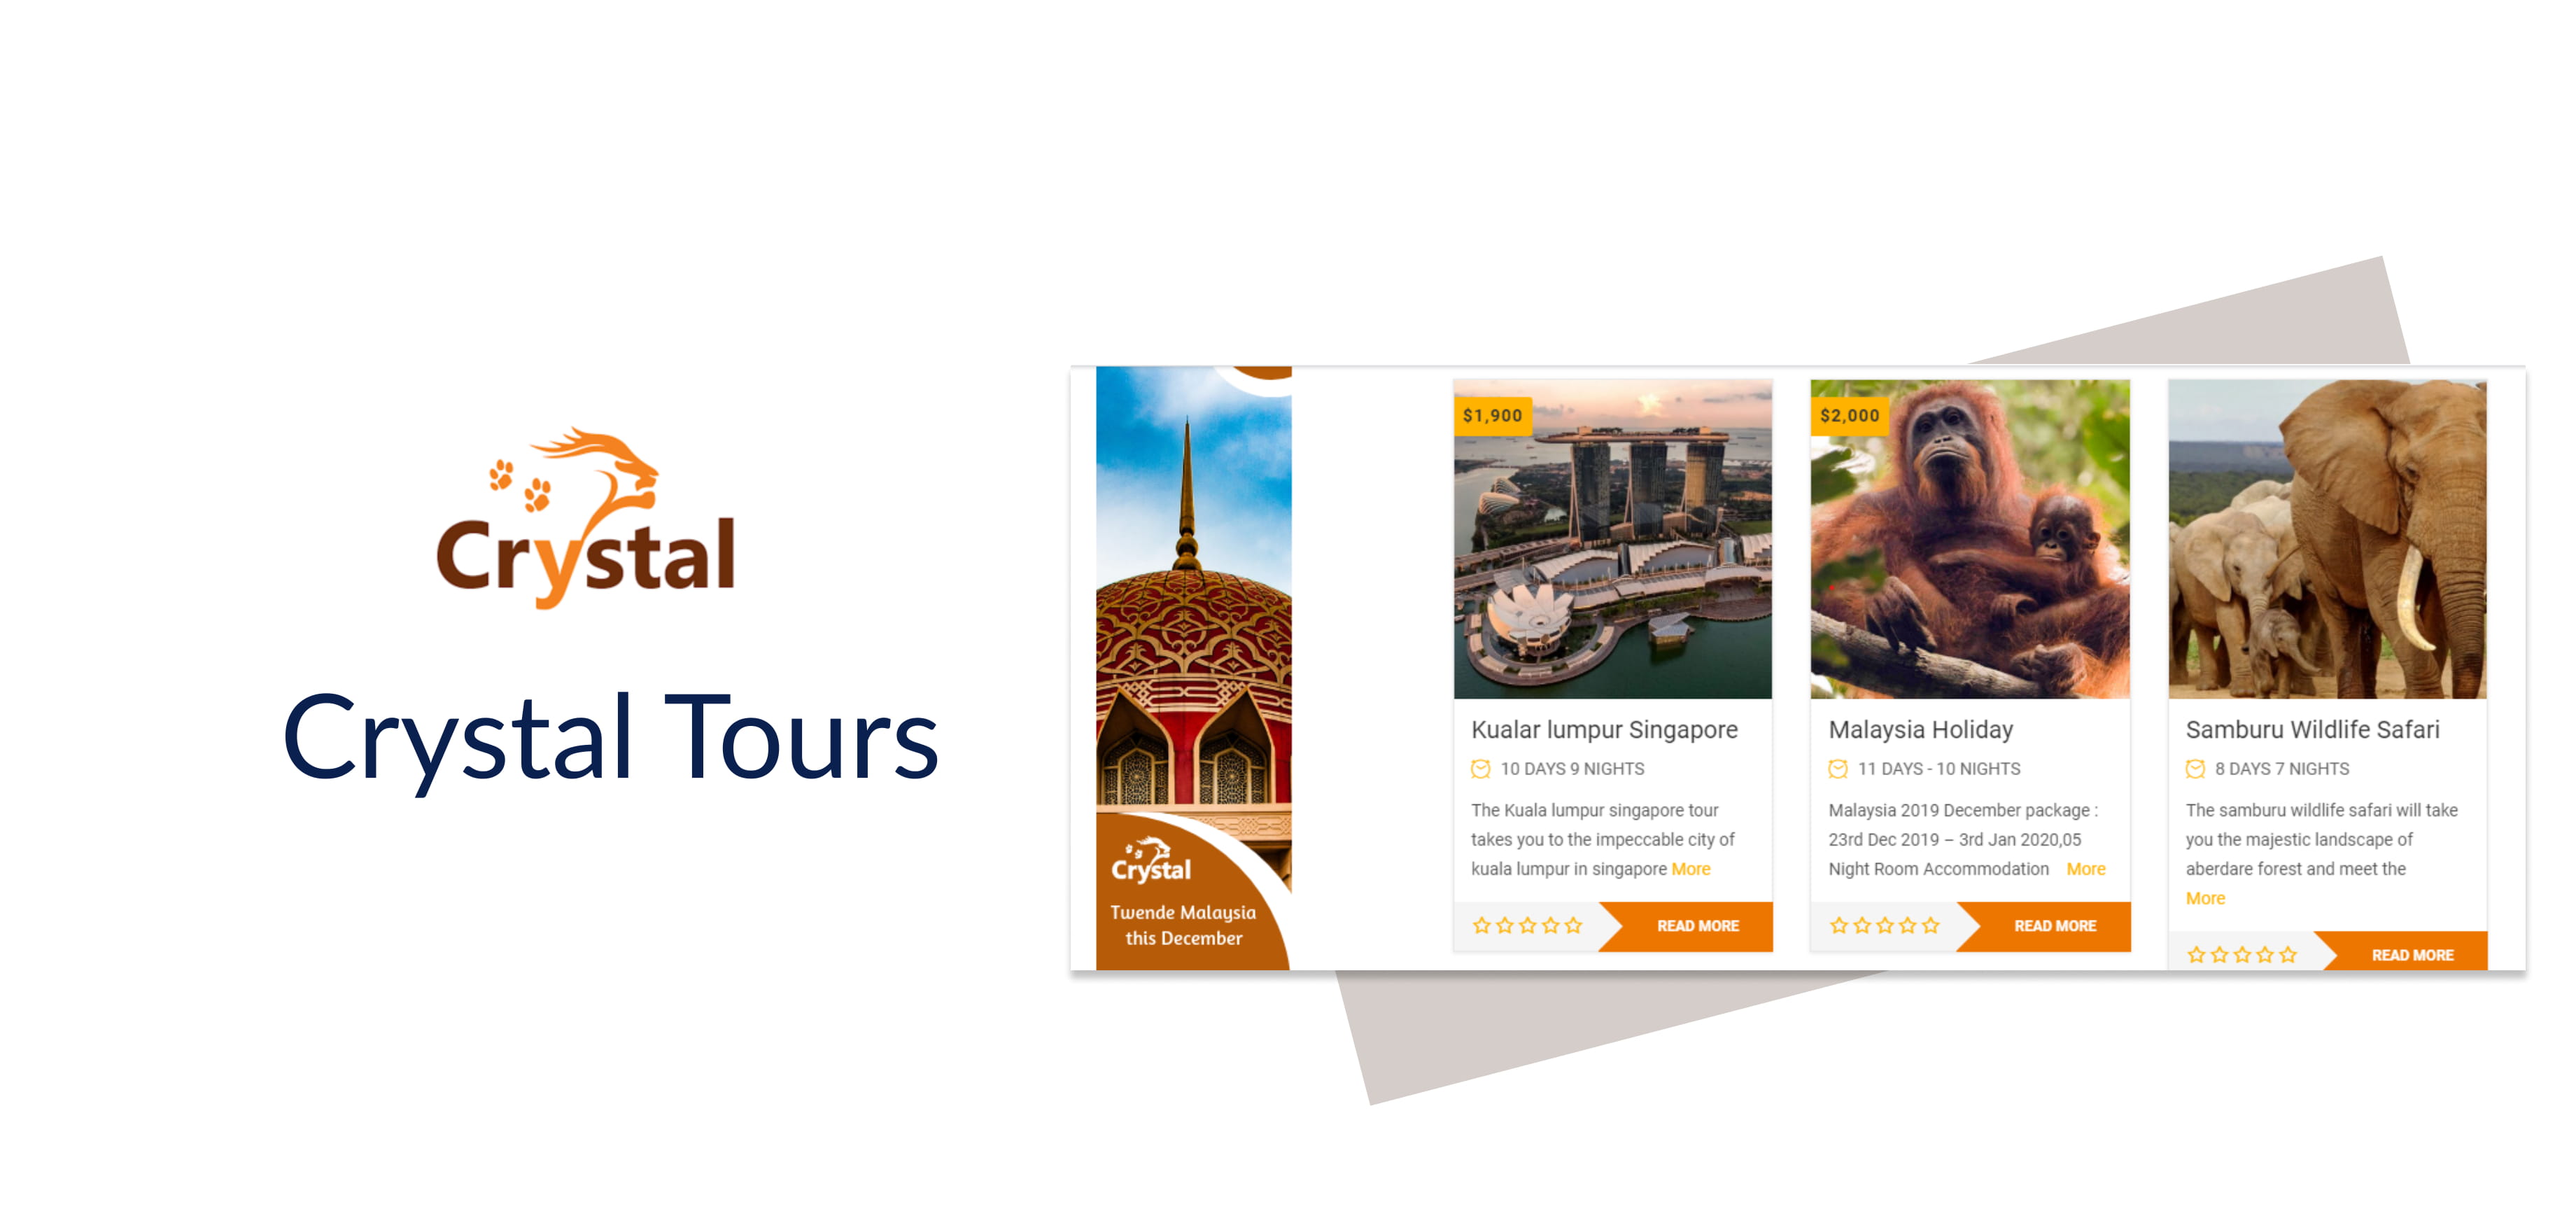 Crystal
Crystal Tours
Crystal
Twende Malaysia
this December
$1,900
Kualar lumpur Singapore
10 DAYS 9 NIGHTS
The Kuala lumpur singapore tour
takes you to the impeccable city of
kuala lumpur in singapore More
READ MORE
$2,000
Malaysia Holiday
11 DAYS - 10 NIGHTS
Malaysia 2019 December package :
23rd Dec 2019 – 3rd Jan 2020,05
Night Room Accommodation More
READ MORE
Samburu Wildlife Safari
8 DAYS 7 NIGHTS
The samburu wildlife safari will take
you the majestic landscape of
aberdare forest and meet the
More
READ MORE